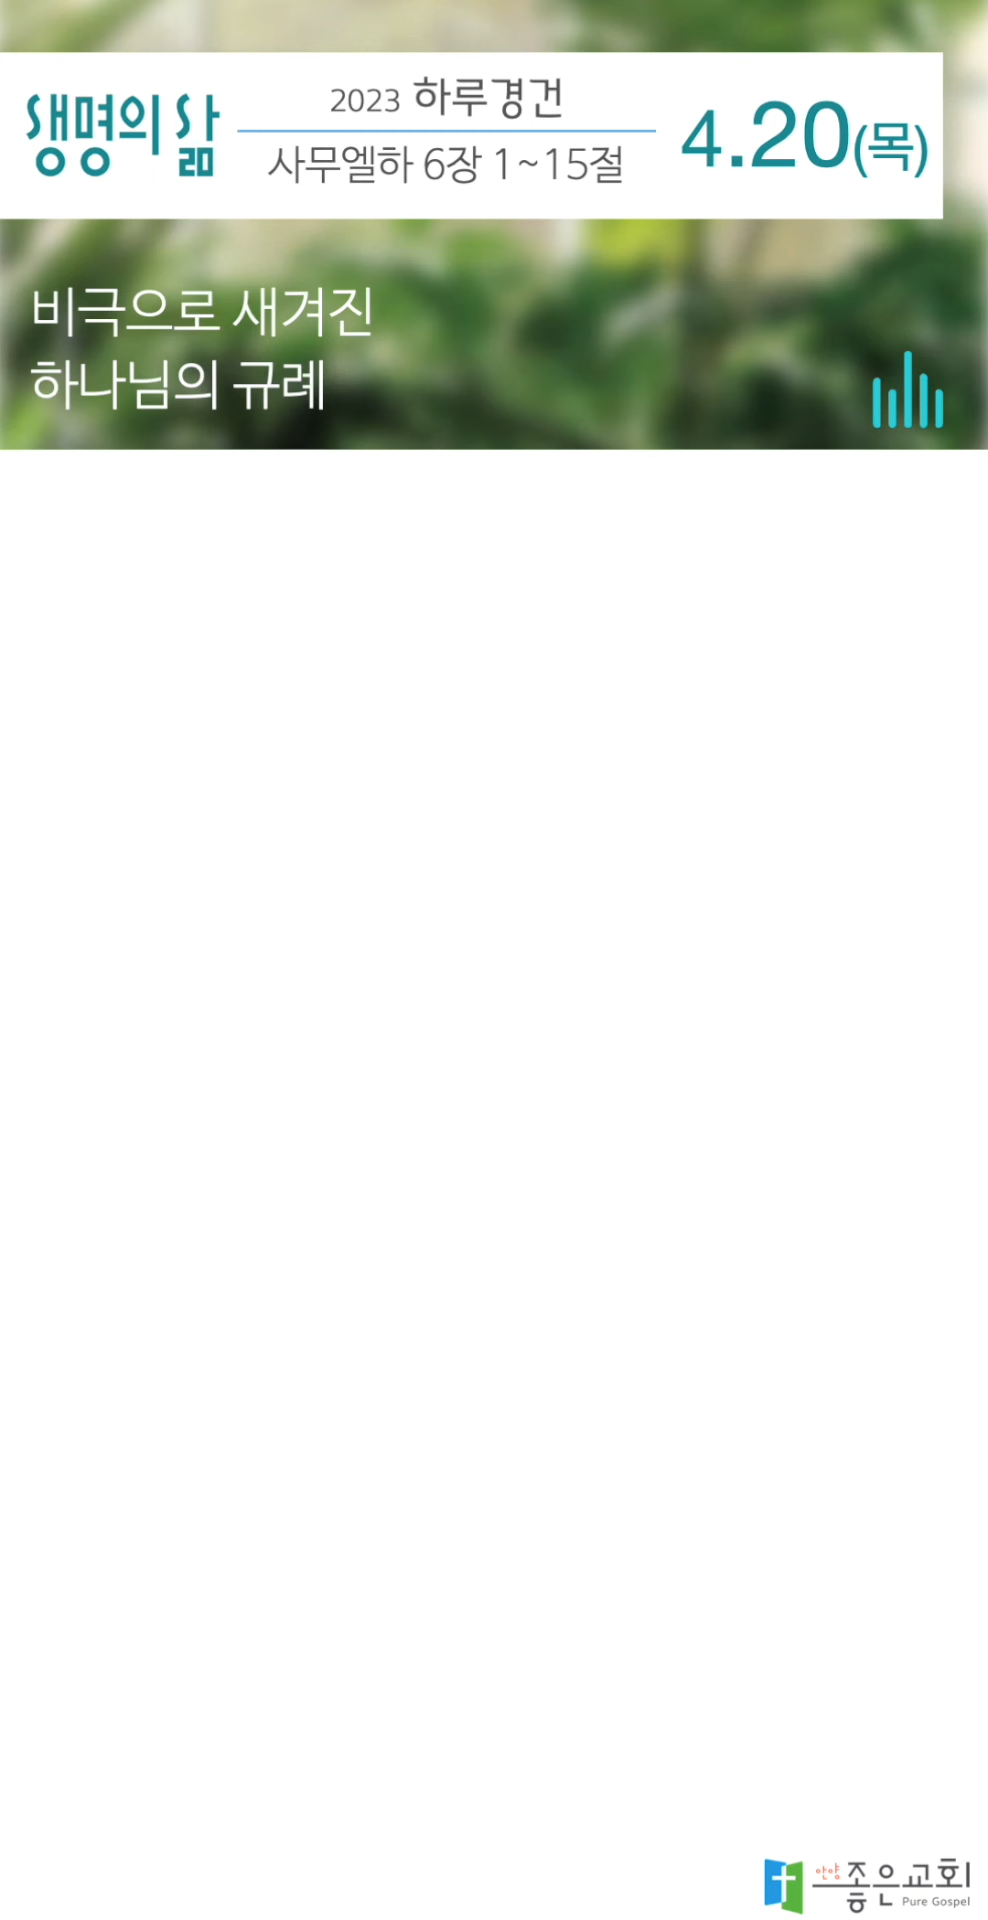 생명의 삶
2023 하루경건
사무엘하 6장 1~15절
4.20(목)
비극으로 새겨진
하나님의 규례
안양 좋은교회
Pure Gospel